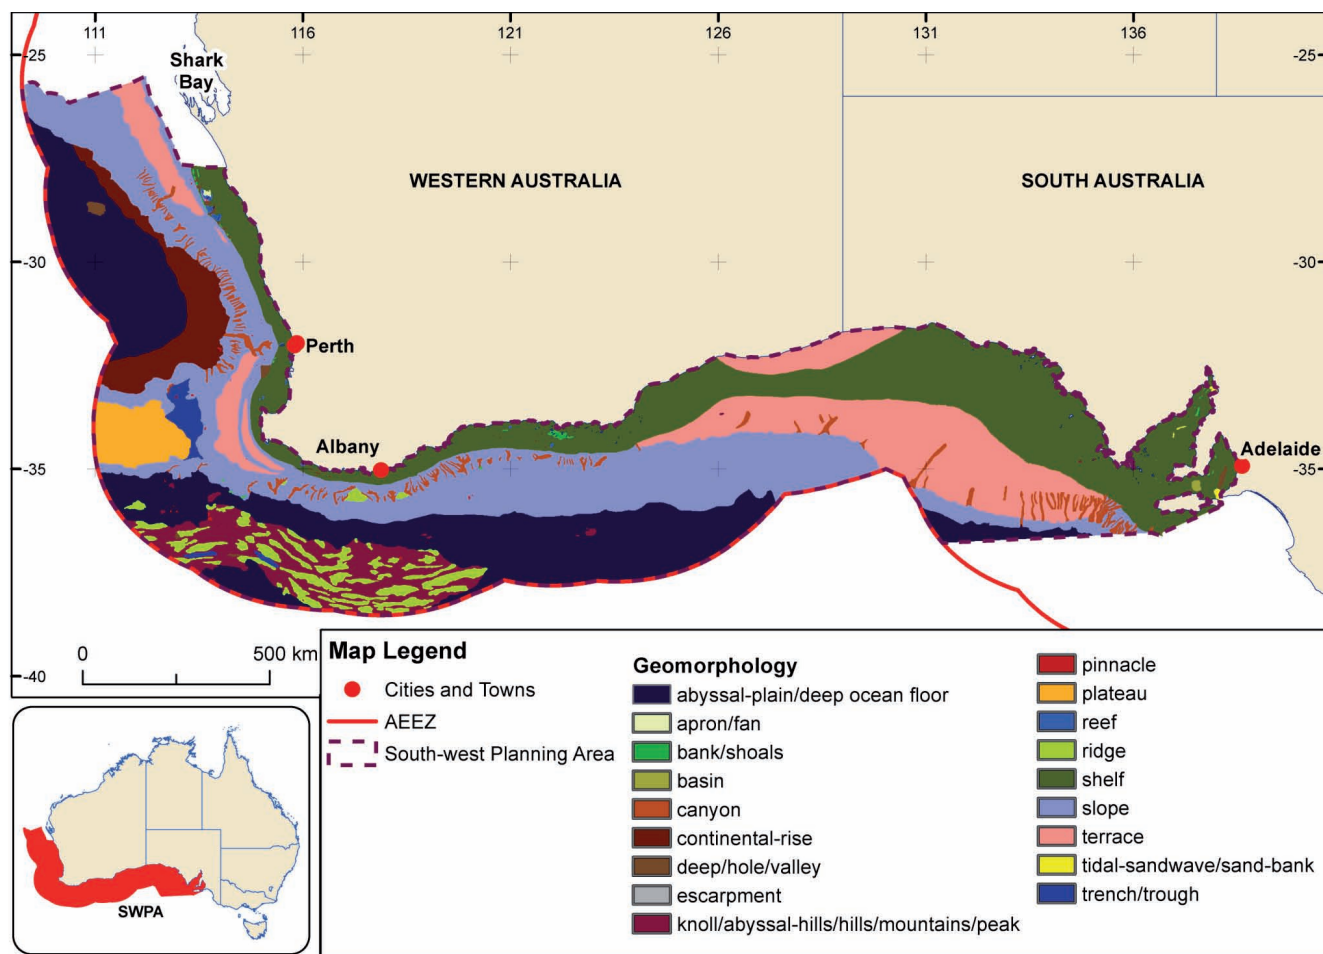 111 116 121 126 131 136
-25 -25
Shark
Bay
WESTERN AUSTRALIA
SOUTH AUSTRALIA
-30 -30
Perth
Albany
Adelaide
-35 -35
0 500 km
-40
Map Legend
Cities and Towns
AEEZ
South-west Planning Area
Geomorphology
abyssal-plain/deep ocean floor
apron/fan
bank/shoals
basin
canyon
continental-rise
deep/hole/valley
escarpment
knoll/abyssal-hills/hills/mountains/peak
pinnacle
plateau
reef
ridge
shelf
slope
terrace
tidal-sandwave/sand-bank
trench/trough
SWPA